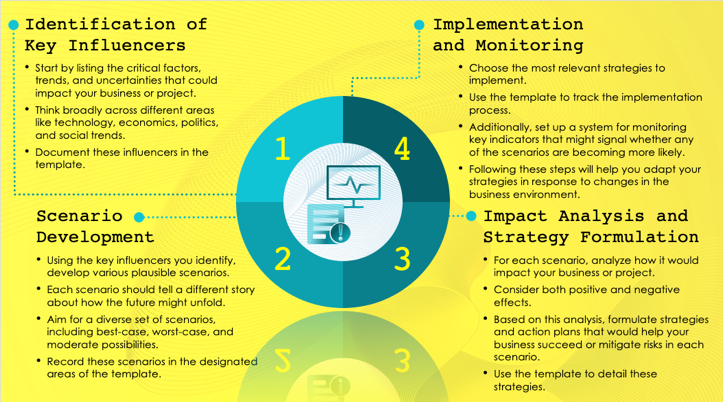 Identification of
Key Influencers
• Start by listing the critical factors,
trends, and uncertainties that could
impact your business or project.
• Think broadly across different areas
like technology, economics, politics,
and social trends.
• Document these influencers in the
template.
1
Scenario
Development
• Using the key influencers you identify,
develop various plausible scenarios.
• Each scenario should tell a different story
about how the future might unfold.
• Aim for a diverse set of scenarios,
including best-case, worst-case, and
moderate possibilities.
• Record these scenarios in the designated
areas of the template.
2
Impact Analysis and
Strategy Formulation
• For each scenario, analyze how it would
impact your business or project.
• Consider both positive and negative
effects.
• Based on this analysis, formulate strategies
and action plans that would help your
business succeed or mitigate risks in each
scenario.
• Use the template to detail these
strategies.
3
Implementation
and Monitoring
• Choose the most relevant strategies to
implement.
• Use the template to track the implementation
process.
• Additionally, set up a system for monitoring
key indicators that might signal whether any
of the scenarios are becoming more likely.
• Following these steps will help you adapt your
strategies in response to changes in the
business environment.
4